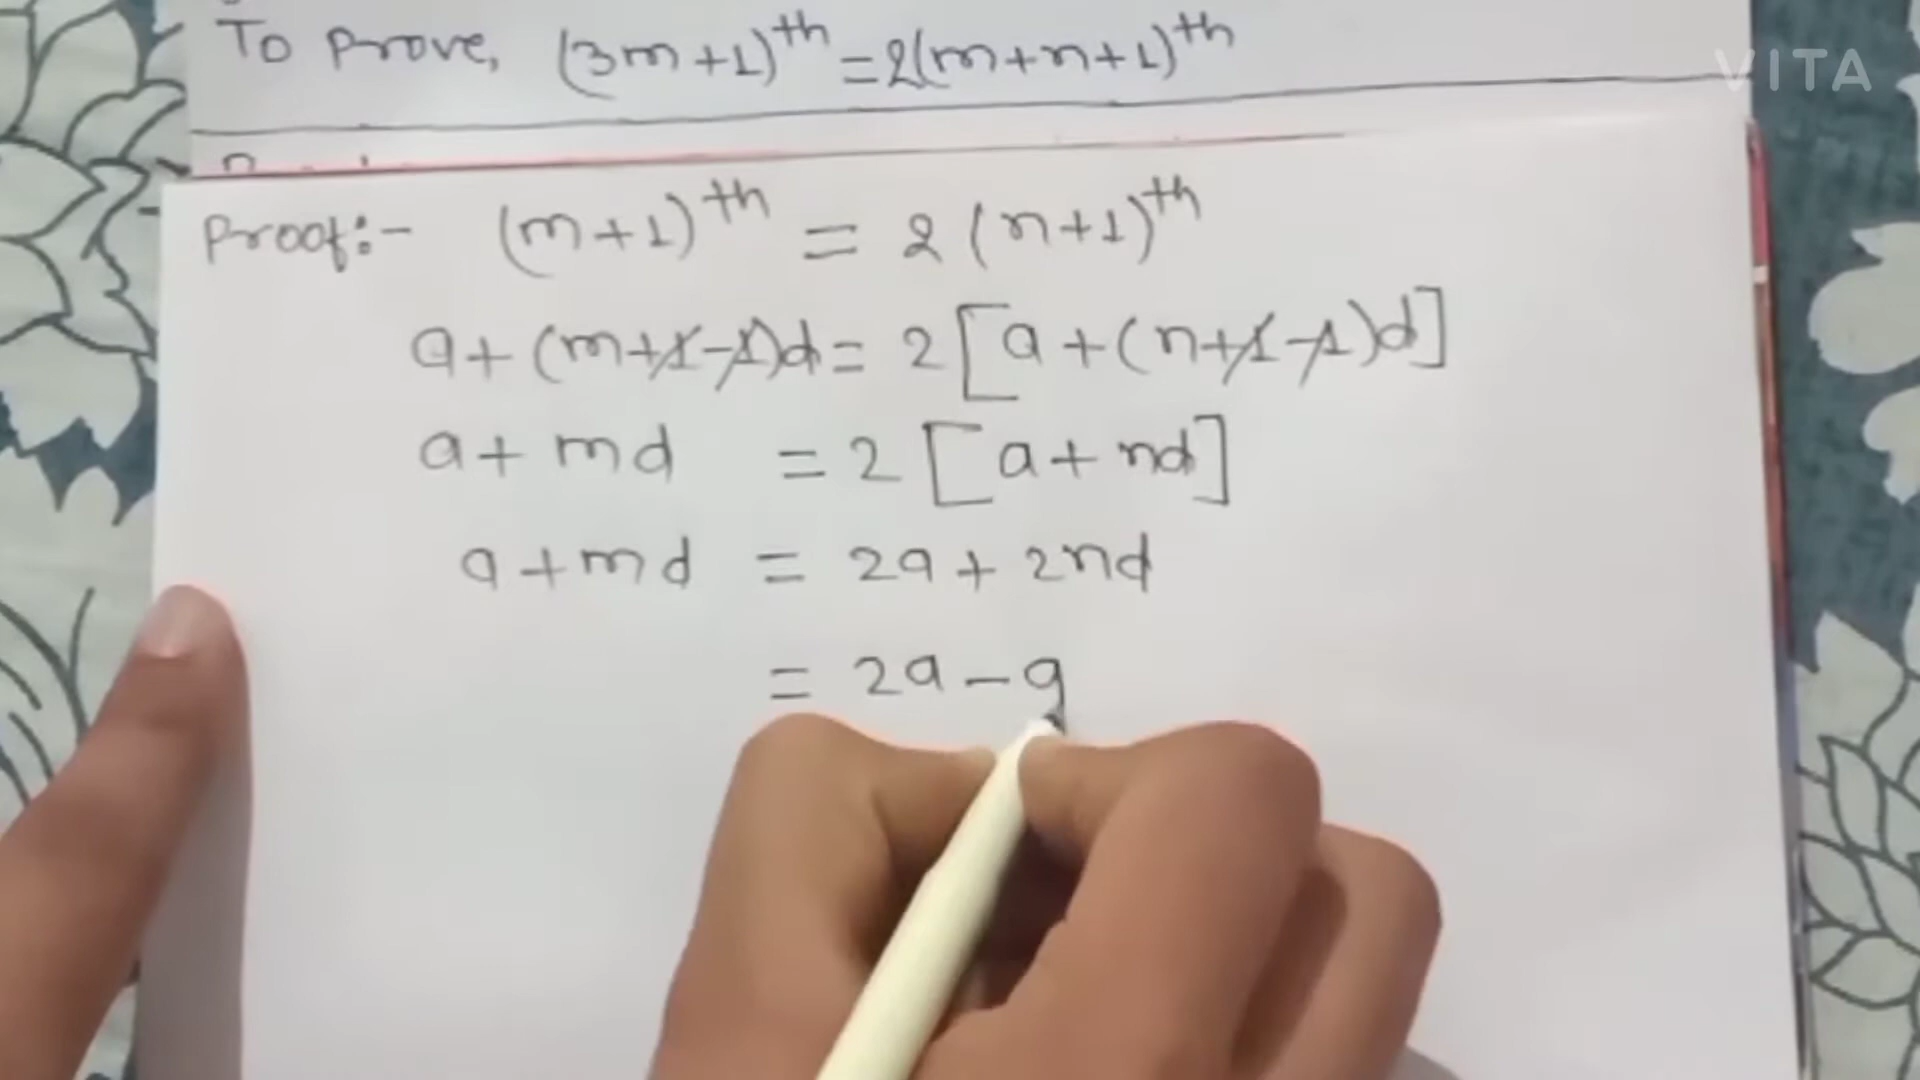 To Prove, (3m+1)^th = 2(m+n+1)^th
VITA
Proof:- (m+1)^th = 2(n+1)^th
a+(m+1-1)d = 2[a+(n+1-1)d]
a+md = 2[a+nd]
a+md = 2a+2nd
= 2a-a